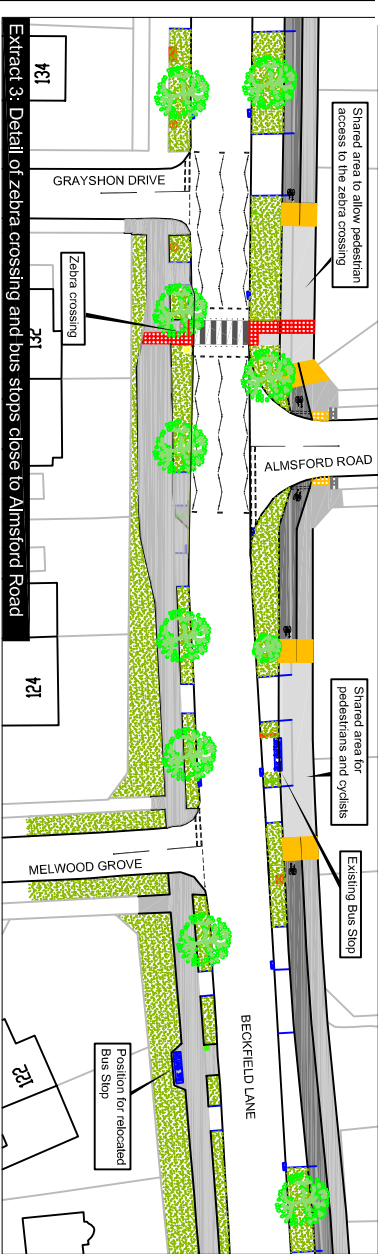 134
GRAYSHON DRIVE
Shared area to allow pedestrian
access to the zebra crossing
Zebra crossing
132
ALMSFORD ROAD
124
Shared area for
pedestrians and cyclists
Existing Bus Stop
MELWOOD GROVE
BECKFIELD LANE
Position for relocated
Bus Stop
122
Extract 3: Detail of zebra crossing and bus stops close to Almsford Road